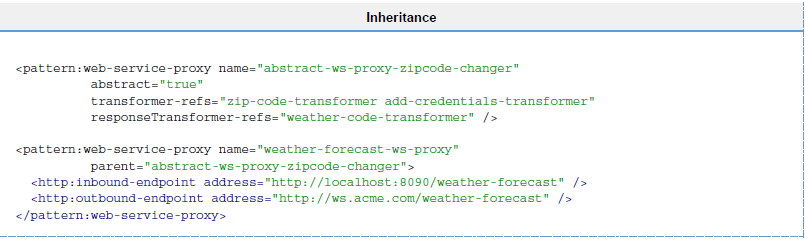 Inheritance
<pattern:web-service-proxy name="abstract-ws-proxy-zipcode-changer"
abstract="true"
transformer-refs="zip-code-transformer add-credentials-transformer"
responseTransformer-refs="weather-code-transformer" />
<pattern:web-service-proxy name="weather-forecast-ws-proxy"
parent="abstract-ws-proxy-zipcode-changer">
<http:inbound-endpoint address="http://localhost:8090/weather-forecast" />
<http:outbound-endpoint address="http://ws.acme.com/weather-forecast" />
</pattern:web-service-proxy>